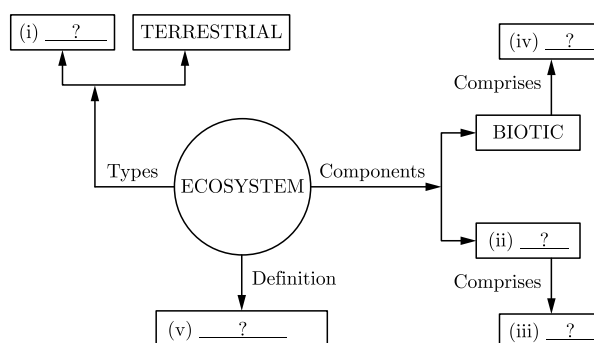 (i) ? TERRESTRIAL
(iv) ?
Comprises
BIOTIC
Types
ECOSYSTEM
Components
(ii) ?
Definition
Comprises
(v) ?
(iii) ?